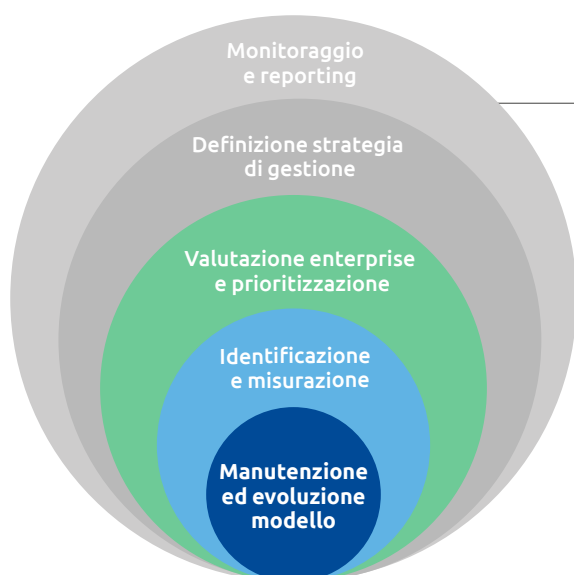 Monitoraggio
e reporting
Definizione strategia
di gestione
Valutazione enterprise
e prioritizzazione
Identificazione
e misurazione
Manutenzione
ed evoluzione
modello